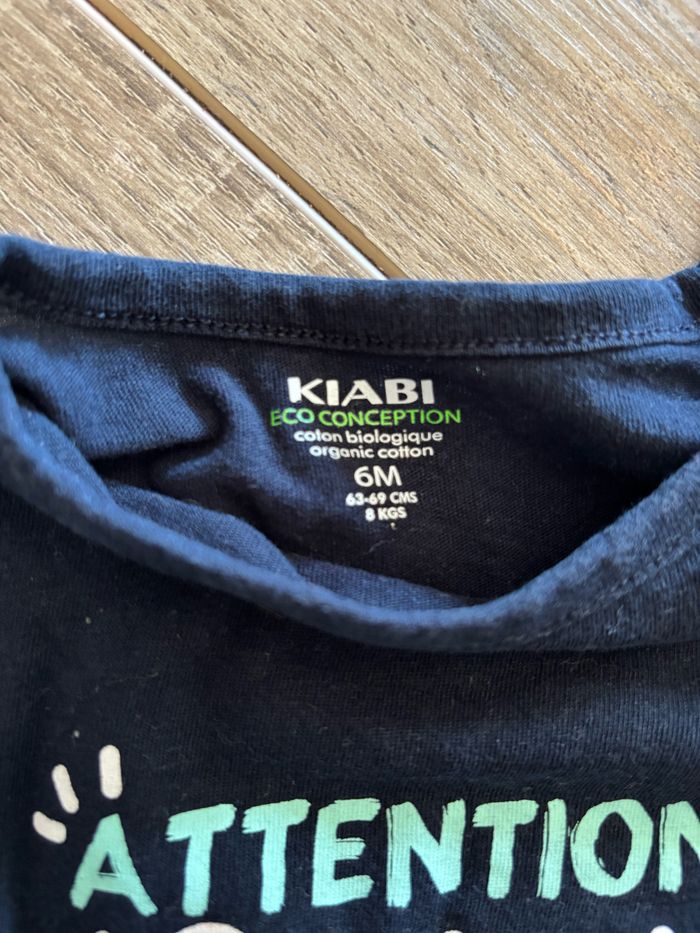 KIABI
ECO CONCEPTION
coton biologique
organic cotton
6M
63-69 CMS
8 KGS
ATTENTION